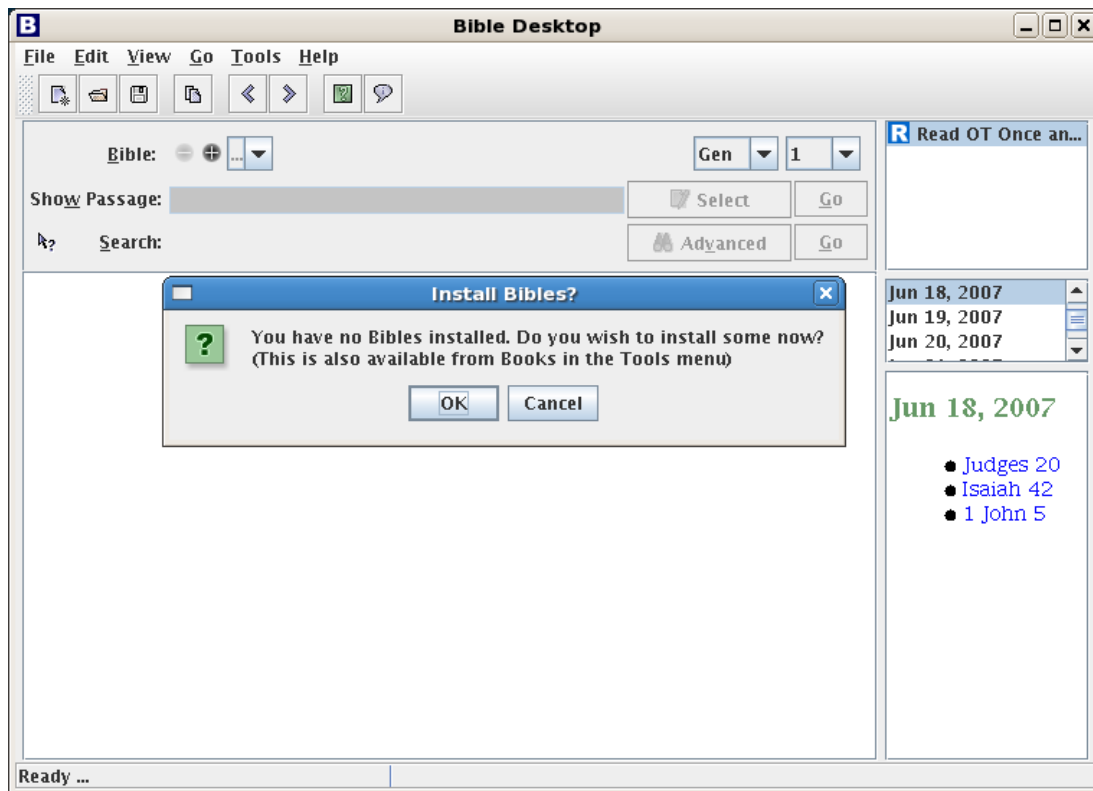 B
Bible Desktop
File Edit View Go Tools Help
Bible: ... Gen 1
Show Passage: Select Go
Search: Advanced Go
R Read OT Once an...
Install Bibles?
You have no Bibles installed. Do you wish to install some now?
(This is also available from Books in the Tools menu)
OK Cancel
Jun 18, 2007
Jun 19, 2007
Jun 20, 2007
Jun 18, 2007
Judges 20
Isaiah 42
1 John 5
Ready ...